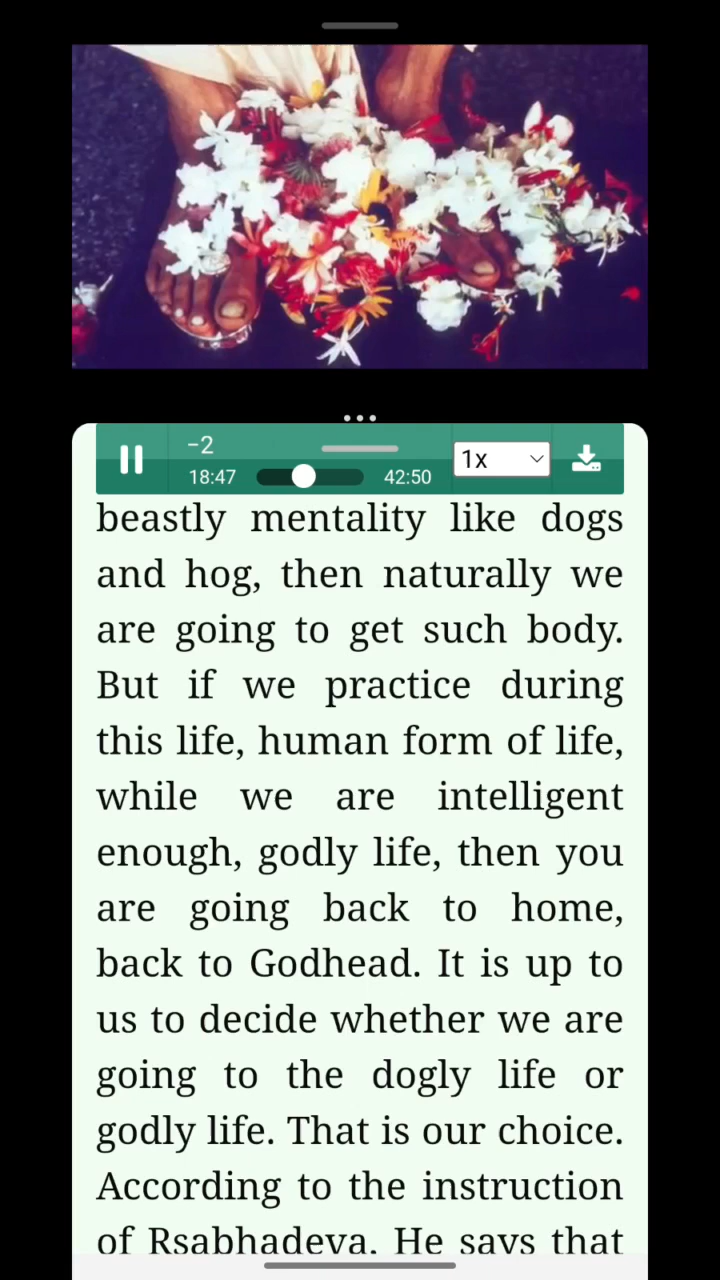 −2
18:47 42:50 1x
beastly mentality like dogs
and hog, then naturally we
are going to get such body.
But if we practice during
this life, human form of life,
while we are intelligent
enough, godly life, then you
are going back to home,
back to Godhead. It is up to
us to decide whether we are
going to the dogly life or
godly life. That is our choice.
According to the instruction
of Rsabhadeva, He says that